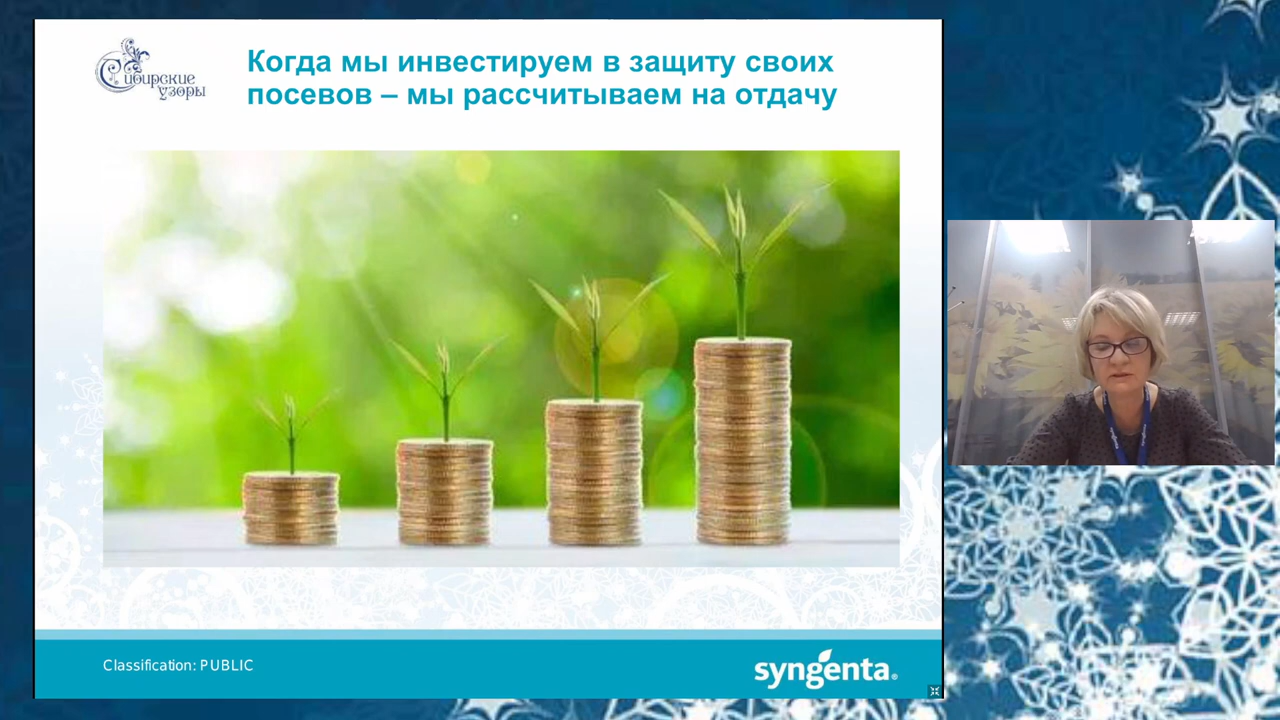 Сибирские
узоры
Когда мы инвестируем в защиту своих
посевов – мы рассчитываем на отдачу
Classification: PUBLIC
syngenta®